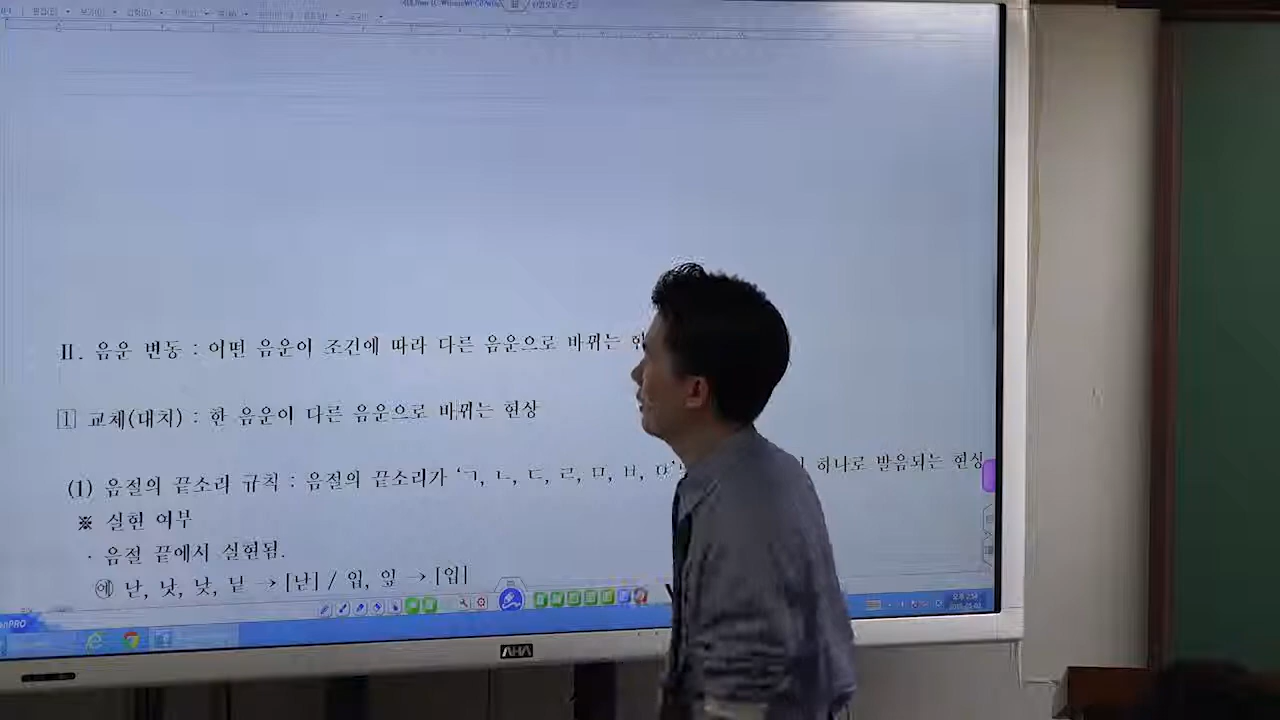 Ⅱ. 음운 변동 : 어떤 음운이 조건에 따라 다른 음운으로 바뀌는
1 교체(대치) : 한 음운이 다른 음운으로 바뀌는 현상
(1) 음절의 끝소리 규칙 : 음절의 끝소리가 'ㄱ, ㄴ, ㄷ, ㄹ, ㅁ, ㅂ, ㅇ' 하나로 발음되는 현상
※ 실현 여부
· 음절 끝에서 실현됨.
예 낟, 낫, 낮, 낱 → [낟] / 입, 잎 → [입]
AHA